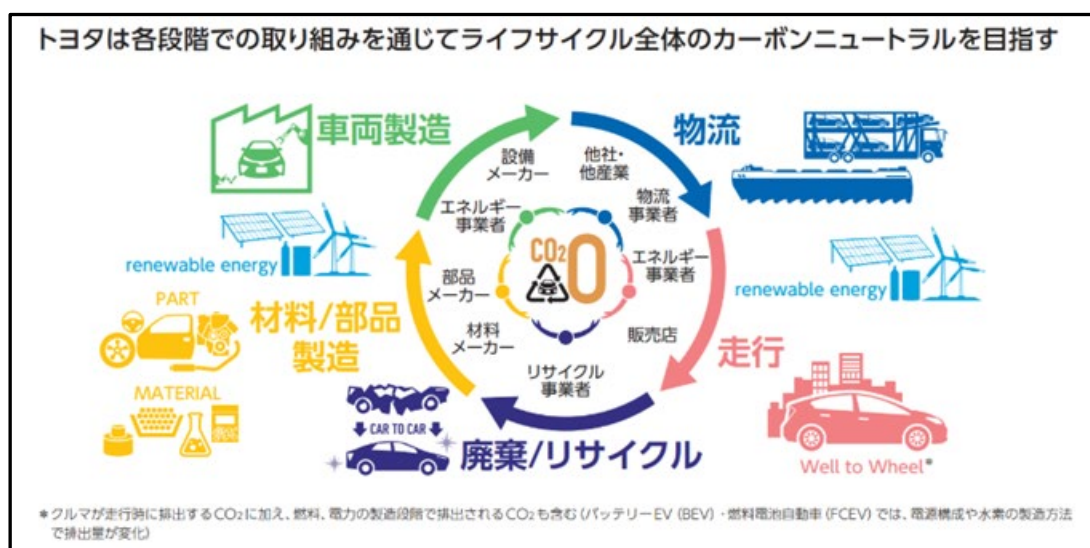 トヨタは各段階での取り組みを通じてライフサイクル全体のカーボンニュートラルを目指す
車両製造
物流
設備
メーカー
他社・
他産業
エネルギー
事業者
物流
事業者
renewable energy
CO₂
0
エネルギー
事業者
renewable energy
部品
メーカー
PART
材料/部品
製造
材料
メーカー
販売店
走行
MATERIAL
リサイクル
事業者
CAR TO CAR
廃棄/リサイクル
Well to Wheel*
*クルマが走行時に排出するCO₂に加え、燃料、電力の製造段階で排出されるCO₂も含む(バッテリーEV(BEV)・燃料電池自動車(FCEV)では、電源構成や水素の製造方法
で排出量が変化)